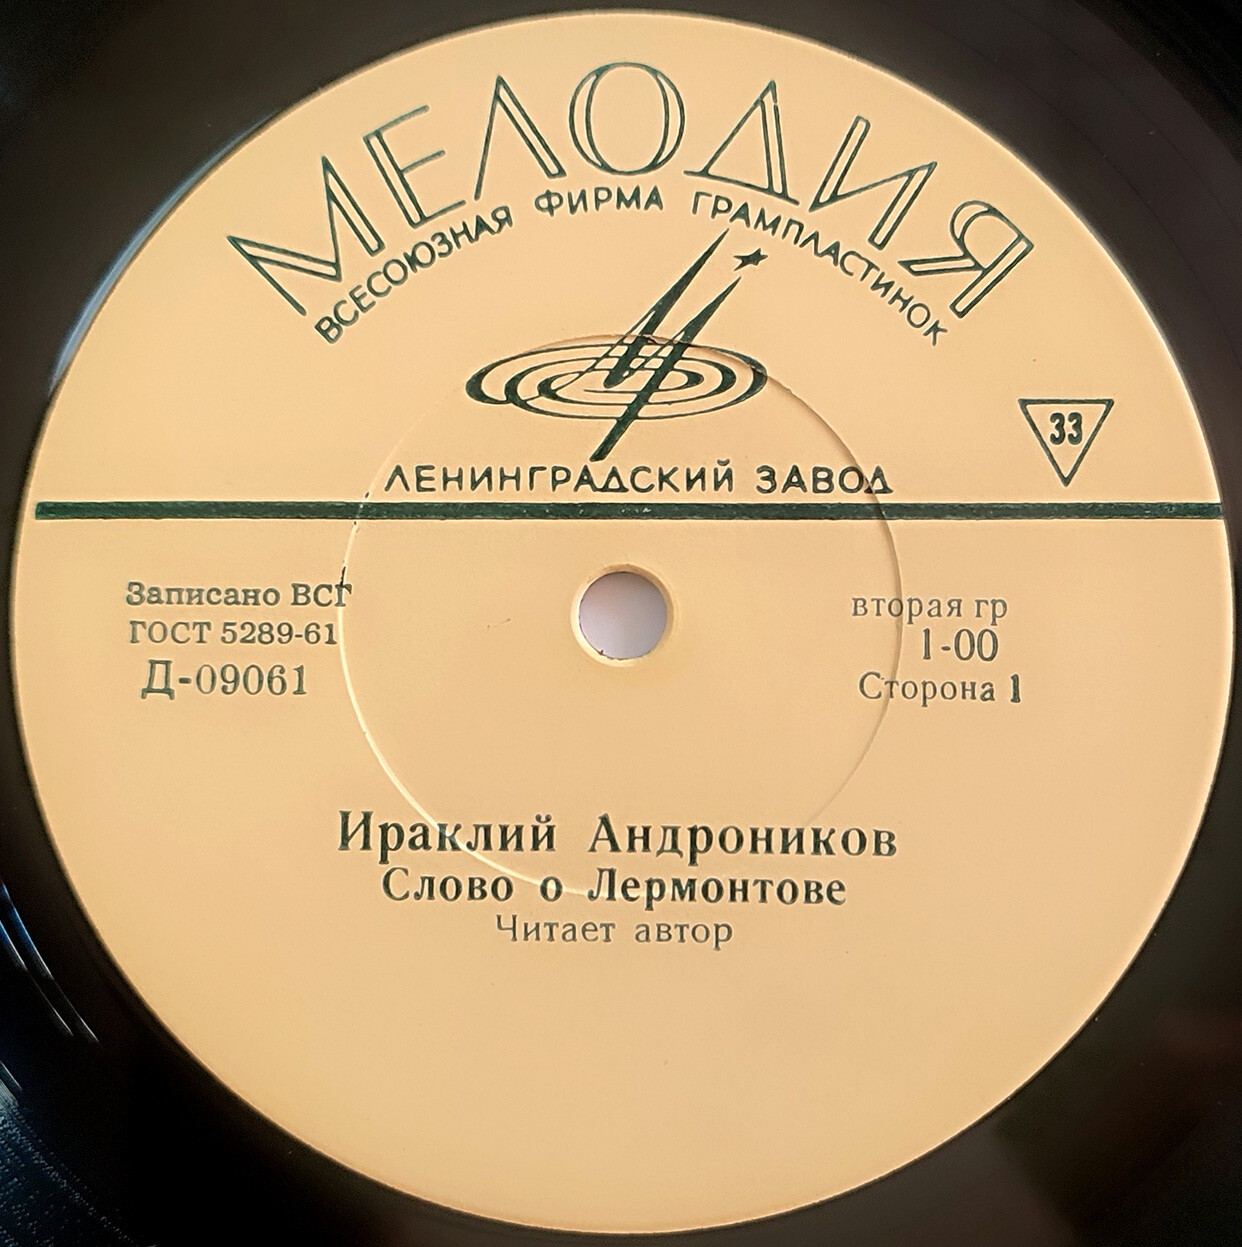 МЕЛОДИЯ
ВСЕСОЮЗНАЯ ФИРМА ГРАМПЛАСТИНОК
33
ЛЕНИНГРАДСКИЙ ЗАВОД
Записано ВСГ
ГОСТ 5289-61
Д-09061
вторая гр
1-00
Сторона 1
Ираклий Андроников
Слово о Лермонтове
Читает автор